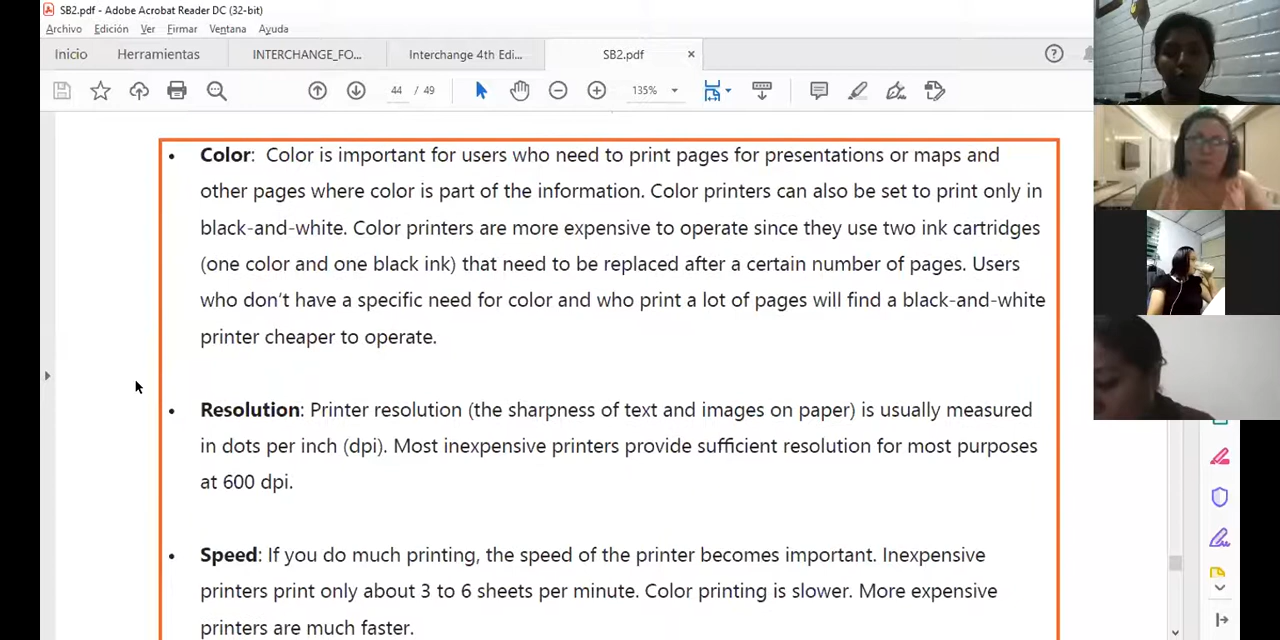 SB2.pdf - Adobe Acrobat Reader DC (32-bit)
Archivo Edición Ver Firmar Ventana Ayuda
Inicio Herramientas INTERCHANGE_FO... Interchange 4th Edi... SB2.pdf ×
44 / 49 135%
• Color: Color is important for users who need to print pages for presentations or maps and
other pages where color is part of the information. Color printers can also be set to print only in
black-and-white. Color printers are more expensive to operate since they use two ink cartridges
(one color and one black ink) that need to be replaced after a certain number of pages. Users
who don't have a specific need for color and who print a lot of pages will find a black-and-white
printer cheaper to operate.
• Resolution: Printer resolution (the sharpness of text and images on paper) is usually measured
in dots per inch (dpi). Most inexpensive printers provide sufficient resolution for most purposes
at 600 dpi.
• Speed: If you do much printing, the speed of the printer becomes important. Inexpensive
printers print only about 3 to 6 sheets per minute. Color printing is slower. More expensive
printers are much faster.